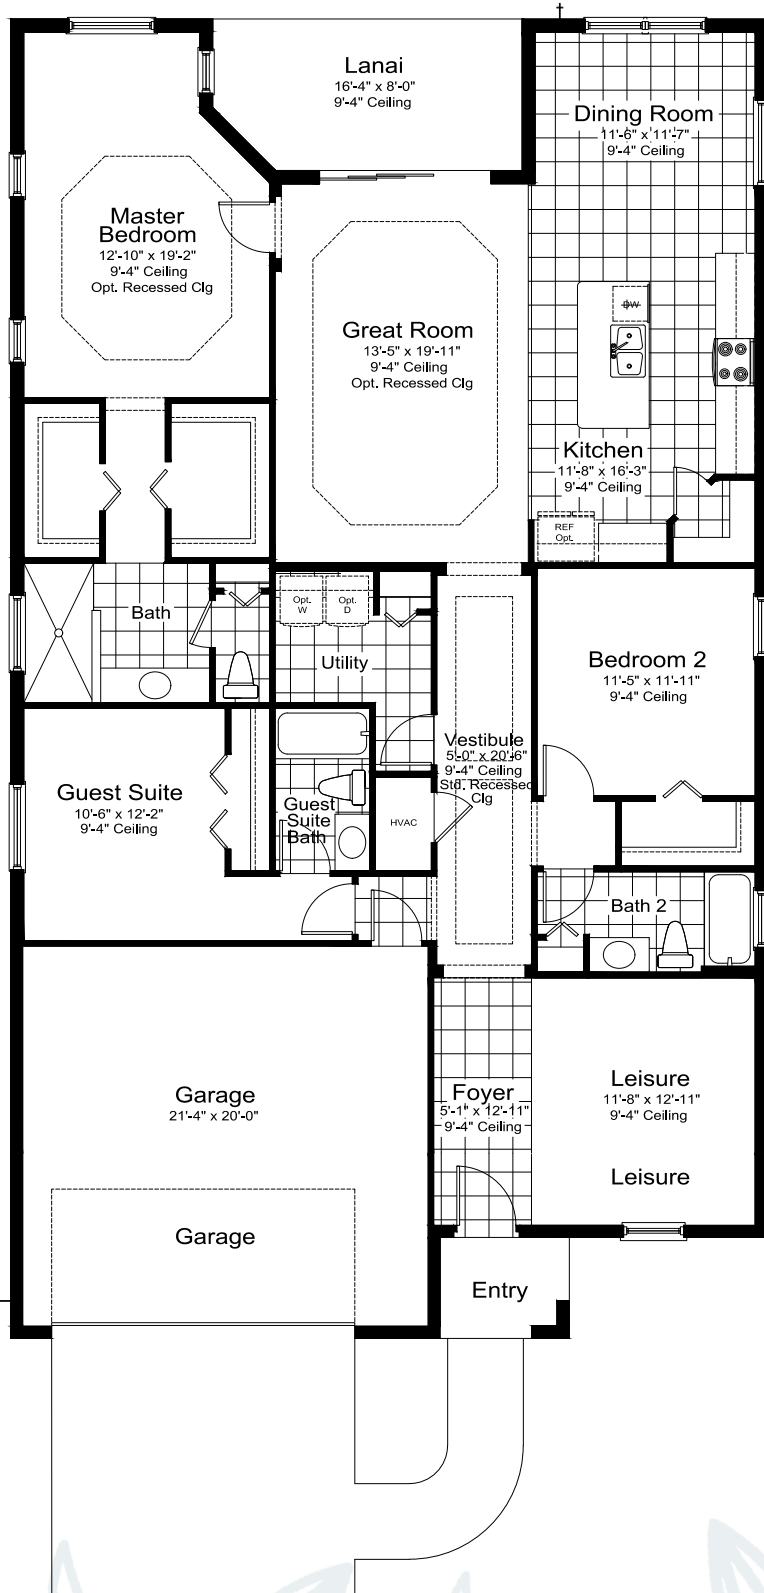 Lanai
16'-4" x 8'-0"
9'-4" Ceiling
Dining Room
11'-6" x 11'-7"
9'-4" Ceiling
Master
Bedroom
12'-10" x 19'-2"
9'-4" Ceiling
Opt. Recessed Clg
Great Room
13'-5" x 19'-11"
9'-4" Ceiling
Opt. Recessed Clg
DW
Kitchen
11'-8" x 16'-3"
9'-4" Ceiling
REF
Opt.
Bath
Opt.
W
Opt.
D
Utility
Bedroom 2
11'-5" x 11'-11"
9'-4" Ceiling
Vestibule
5'-0" x 20'-6"
9'-4" Ceiling
Std. Recessed
Clg
Guest Suite
10'-6" x 12'-2"
9'-4" Ceiling
Guest
Suite
Bath
HVAC
Bath 2
Garage
21'-4" x 20'-0"
Foyer
5'-1" x 12'-11"
9'-4" Ceiling
Leisure
11'-8" x 12'-11"
9'-4" Ceiling
Leisure
Garage
Entry